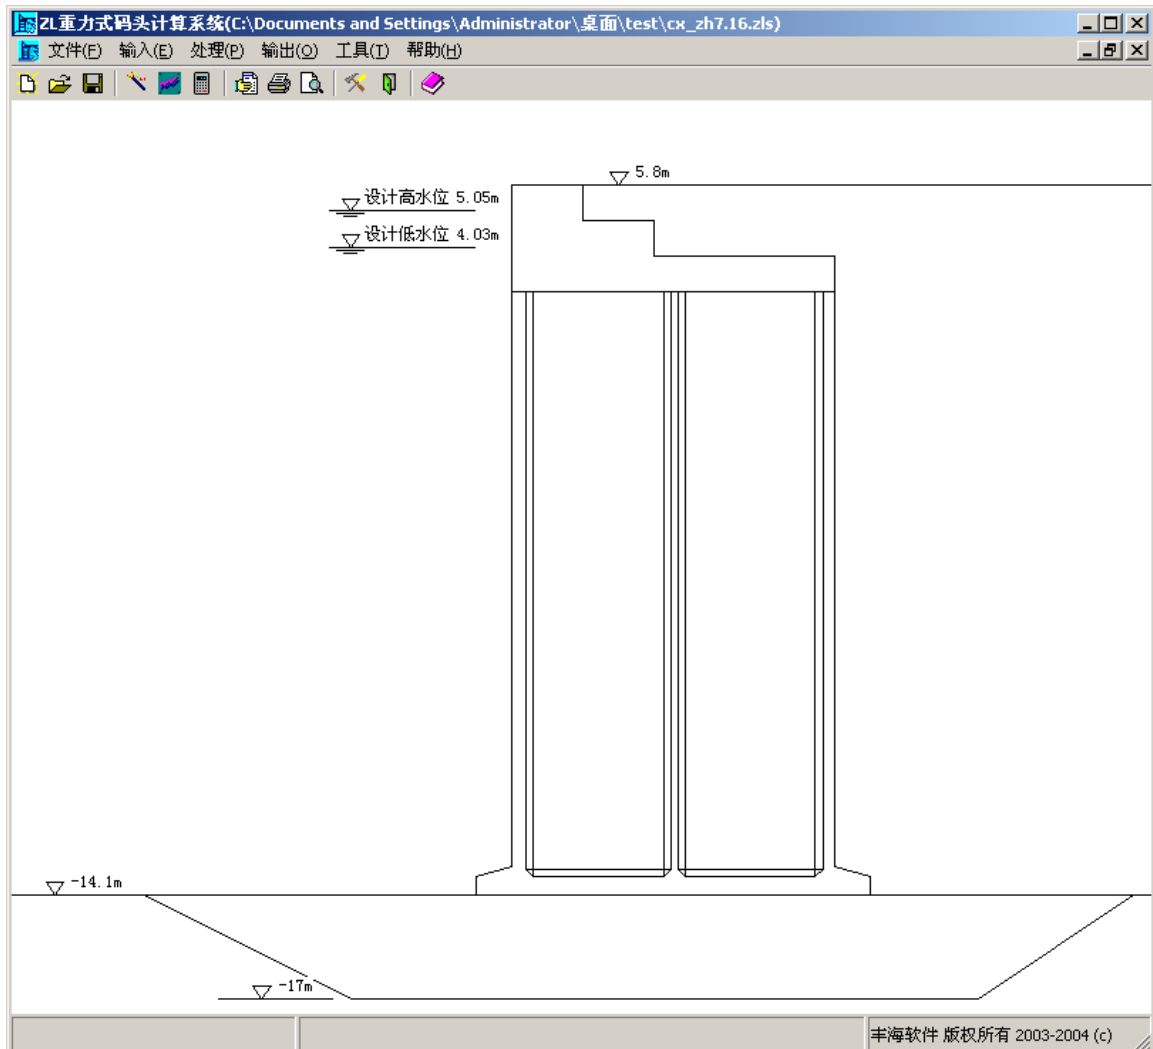 ZL重力式码头计算系统(C:\Documents and Settings\Administrator\桌面\test\cx_zh7.16.zls)
文件(F) 输入(E) 处理(P) 输出(O) 工具(T) 帮助(H)
5.8m
设计高水位 5.05m
设计低水位 4.03m
-14.1m
-17m
丰海软件 版权所有 2003-2004 (c)